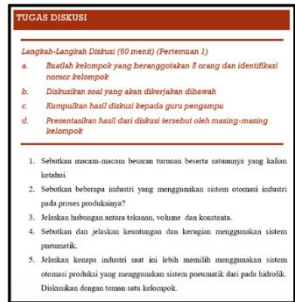 TUGAS DISKUSI
Langkah-Langkah Diskusi (60 menit) (Pertemuan 1)
a. Buatlah kelompok yang beranggotakan 5 orang dan identifikasi
nomor kelompok
b. Diskusikan soal yang akan dikerjakan dibawah
c. Kumpulkan hasil diskusi kepada guru pengampu
d. Presentasikan hasil dari diskusi tersebut oleh masing-masing
kelompok
1. Sebutkan macam-macam besaran turunan beserta satuannya yang kalian
ketahui.
2. Sebutkan beberapa industri yang menggunakan sistem otomasi industri
pada proses produksinya?
3. Jelaskan hubungan antara tekanan, volume dan konstanta.
4. Sebutkan dan jelaskan keuntungan dan kerugian menggunakan sistem
pneumatik.
5. Jelaskan kenapa industri saat ini lebih memilih menggunakan sistem
otomasi produksi yang menggunakan sistem pneumatik dari pada hidrolik.
Diskusikan dengan teman satu kelompok.